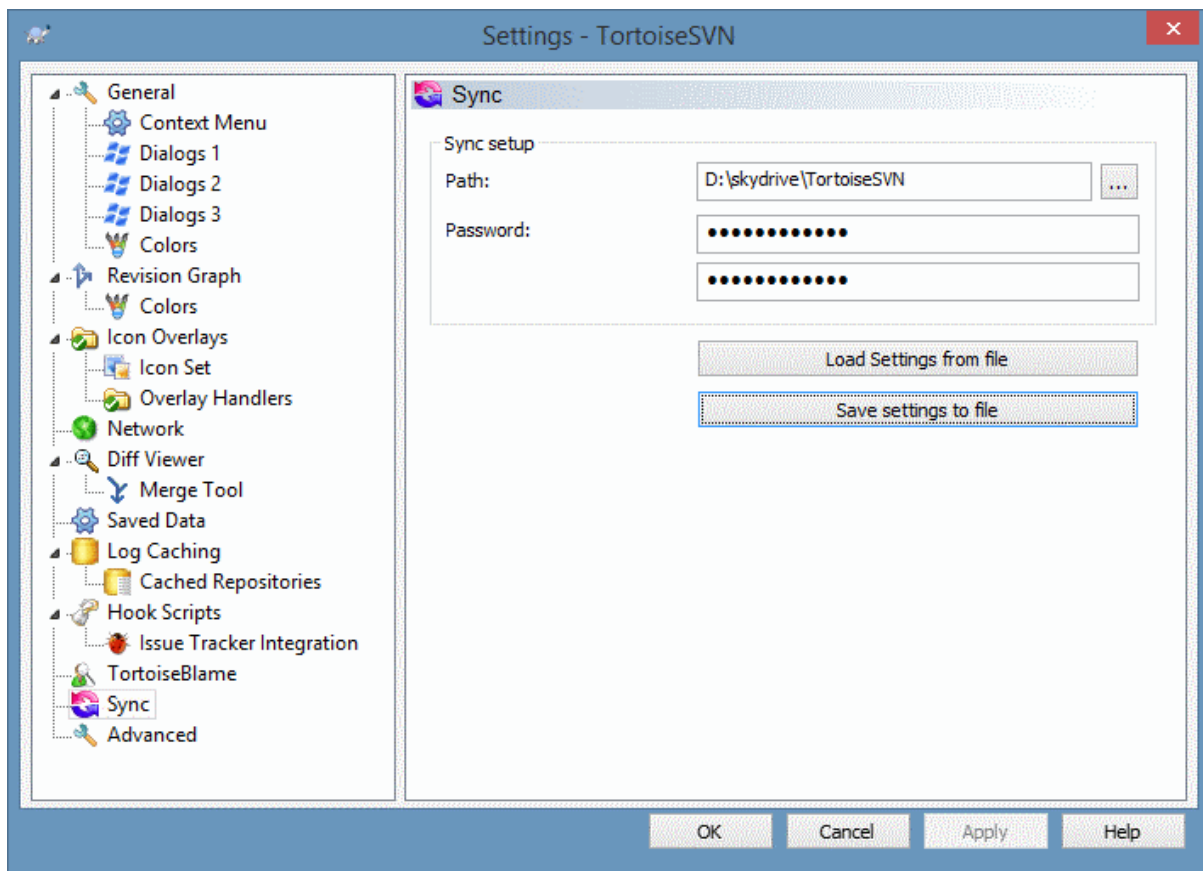 Settings - TortoiseSVN
General
Context Menu
Dialogs 1
Dialogs 2
Dialogs 3
Colors
Revision Graph
Colors
Icon Overlays
Icon Set
Overlay Handlers
Network
Diff Viewer
Merge Tool
Saved Data
Log Caching
Cached Repositories
Hook Scripts
Issue Tracker Integration
TortoiseBlame
Sync
Advanced
Sync
Sync setup
Path: D:\skydrive\TortoiseSVN ...
Password: ●●●●●●●●●●●●
●●●●●●●●●●●●
Load Settings from file
Save settings to file
OK Cancel Apply Help